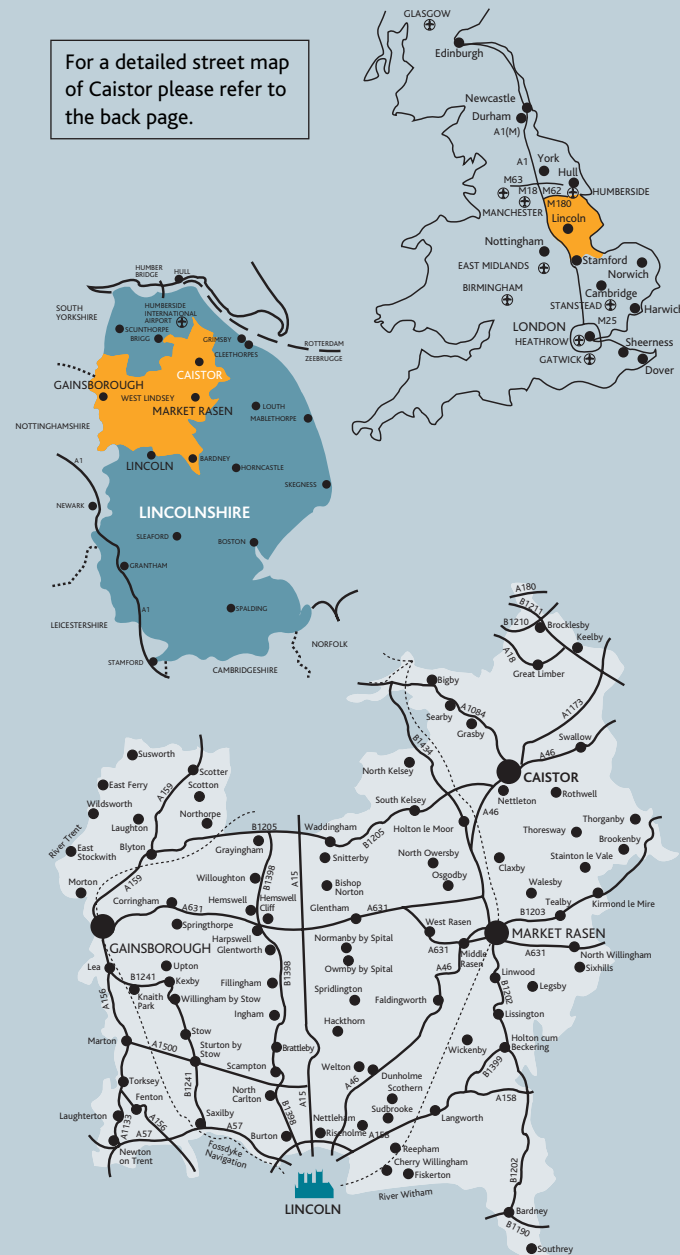 For a detailed street map
of Caistor please refer to
the back page.
GLASGOW
Edinburgh
Newcastle
Durham
A1(M)
A1
York
M63
Hull
M18
M62
HUMBERSIDE
M180
MANCHESTER
Lincoln
Nottingham
Stamford
EAST MIDLANDS
Norwich
BIRMINGHAM
Cambridge
STANSTEAD
Harwich
M25
LONDON
HEATHROW
Sheerness
GATWICK
Dover
HUMBER
BRIDGE
HULL
SOUTH
YORKSHIRE
HUMBERSIDE
INTERNATIONAL
AIRPORT
SCUNTHORPE
BRIGG
GRIMSBY
CLEETHORPES
ROTTERDAM
ZEEBRUGGE
CAISTOR
GAINSBOROUGH
WEST LINDSEY
MARKET RASEN
LOUTH
MABLETHORPE
NOTTINGHAMSHIRE
A1
LINCOLN
BARDNEY
HORNCASTLE
SKEGNESS
NEWARK
LINCOLNSHIRE
SLEAFORD
BOSTON
GRANTHAM
A1
SPALDING
LEICESTERSHIRE
NORFOLK
STAMFORD
CAMBRIDGESHIRE
A180
B1211
B1210
Brocklesby
Keelby
A18
Great Limber
Bigby
A1084
A1173
Searby
Grasby
B1434
Swallow
A46
North Kelsey
CAISTOR
Nettleton
Rothwell
South Kelsey
A46
Holton le Moor
Thorganby
Thoresway
Brookenby
Susworth
Scotter
East Ferry
Scotton
A159
Wildsworth
Laughton
Northorpe
River Trent
B1205
Waddingham
B1205
East
Stockwith
Blyton
Grayingham
Snitterby
North Owersby
Claxby
Stainton le Vale
A159
Willoughton
B1398
A15
Bishop
Norton
Osgodby
Walesby
Morton
Corringham
A631
Hemswell
Hemswell
Cliff
Glentham
A631
Tealby
Kirmond le Mire
B1203
Springthorpe
West Rasen
MARKET RASEN
GAINSBOROUGH
Harpswell
Normanby by Spital
A631
Middle
Rasen
A631
North Willingham
Glentworth
A46
Sixhills
Lea
Upton
Owmby by Spital
Linwood
B1241
Kexby
B1398
Fillingham
Legsby
Knaith
Park
Willingham by Stow
Spridlington
Faldingworth
B1202
A156
Ingham
Lissington
Stow
Hackthorn
Marton
A1500
Sturton by
Stow
Brattleby
Wickenby
Holton cum
Beckering
Scampton
Welton
B1399
Torksey
B1241
Dunholme
A46
Scothern
A158
Fenton
North
Carlton
A15
Laughterton
Saxilby
B1398
Nettleham
Sudbrooke
Langworth
A1133
A156
A57
A57
Burton
Riseholme
A158
Newton
on Trent
Fossdyke
Navigation
Reepham
B1202
Cherry Willingham
Fiskerton
River Witham
LINCOLN
Bardney
B1190
Southrey